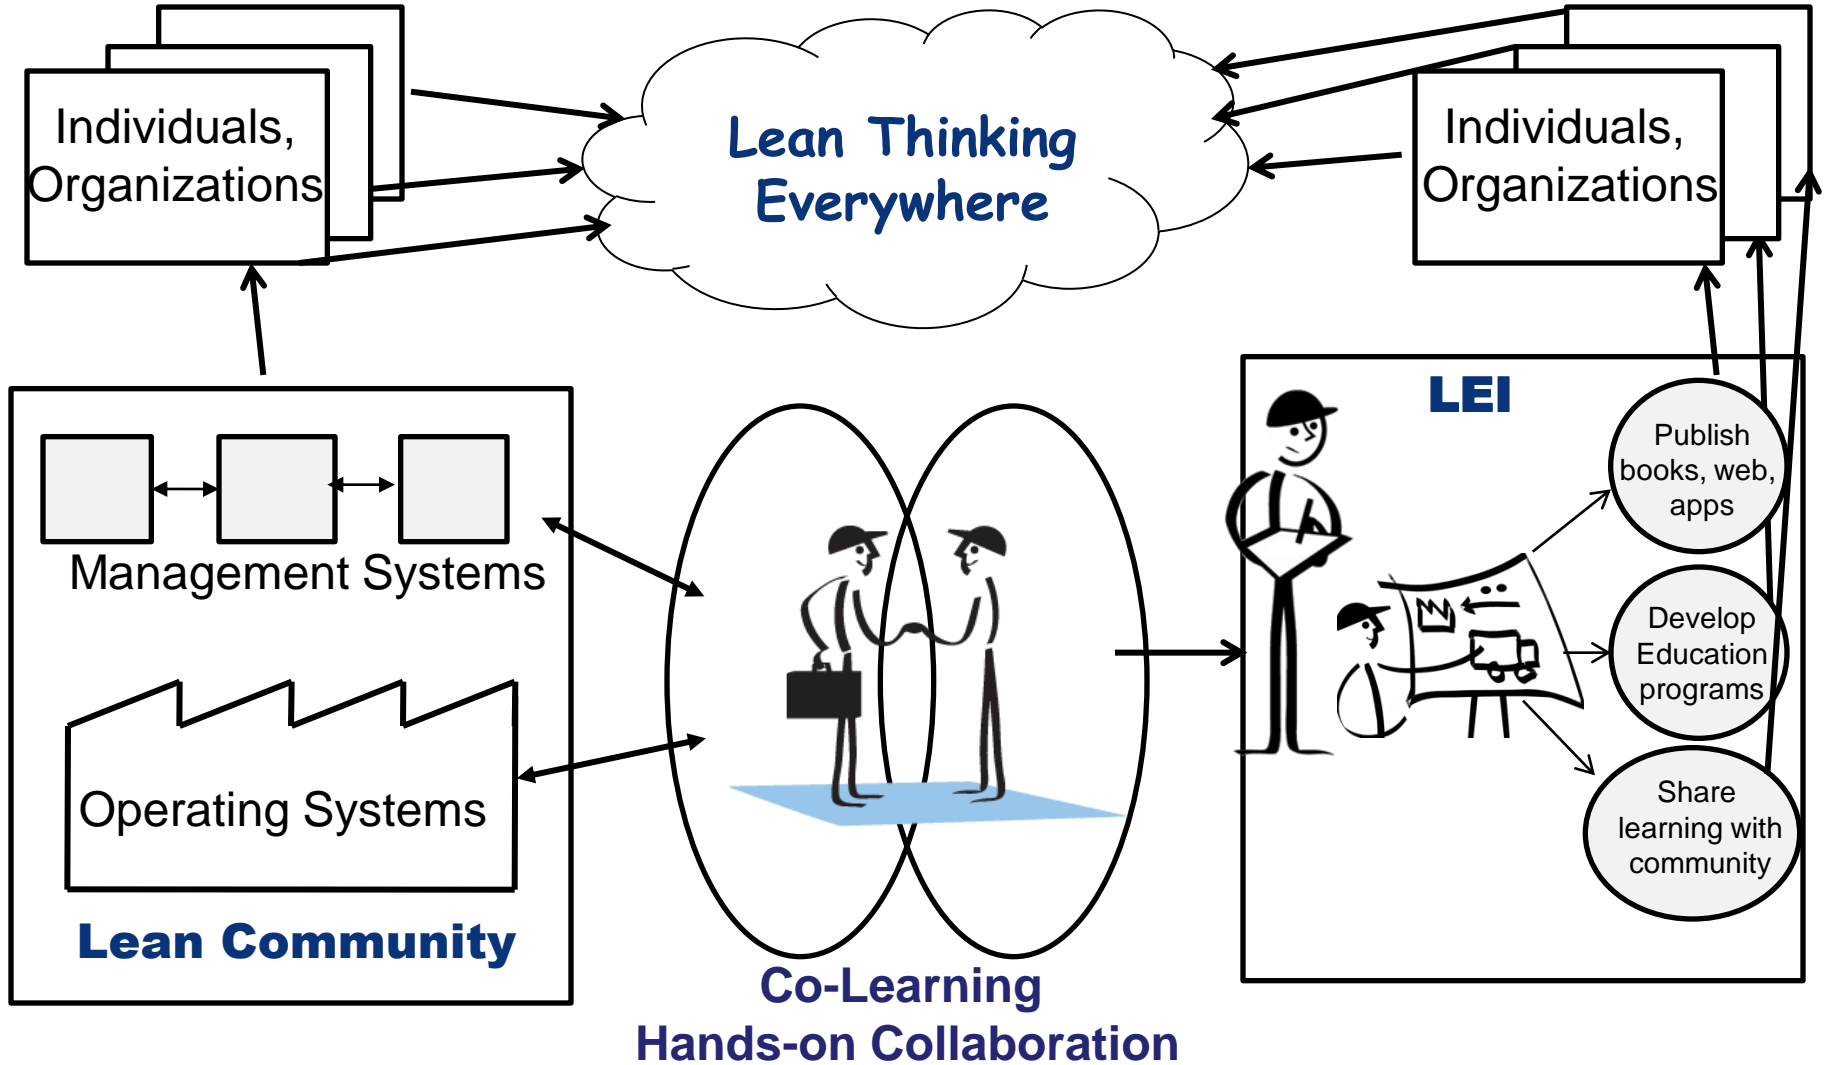 Individuals,
Organizations
Lean Thinking
Everywhere
Individuals,
Organizations
Management Systems
Operating Systems
Lean Community
Co-Learning
Hands-on Collaboration
LEI
Publish
books, web,
apps
Develop
Education
programs
Share
learning with
community